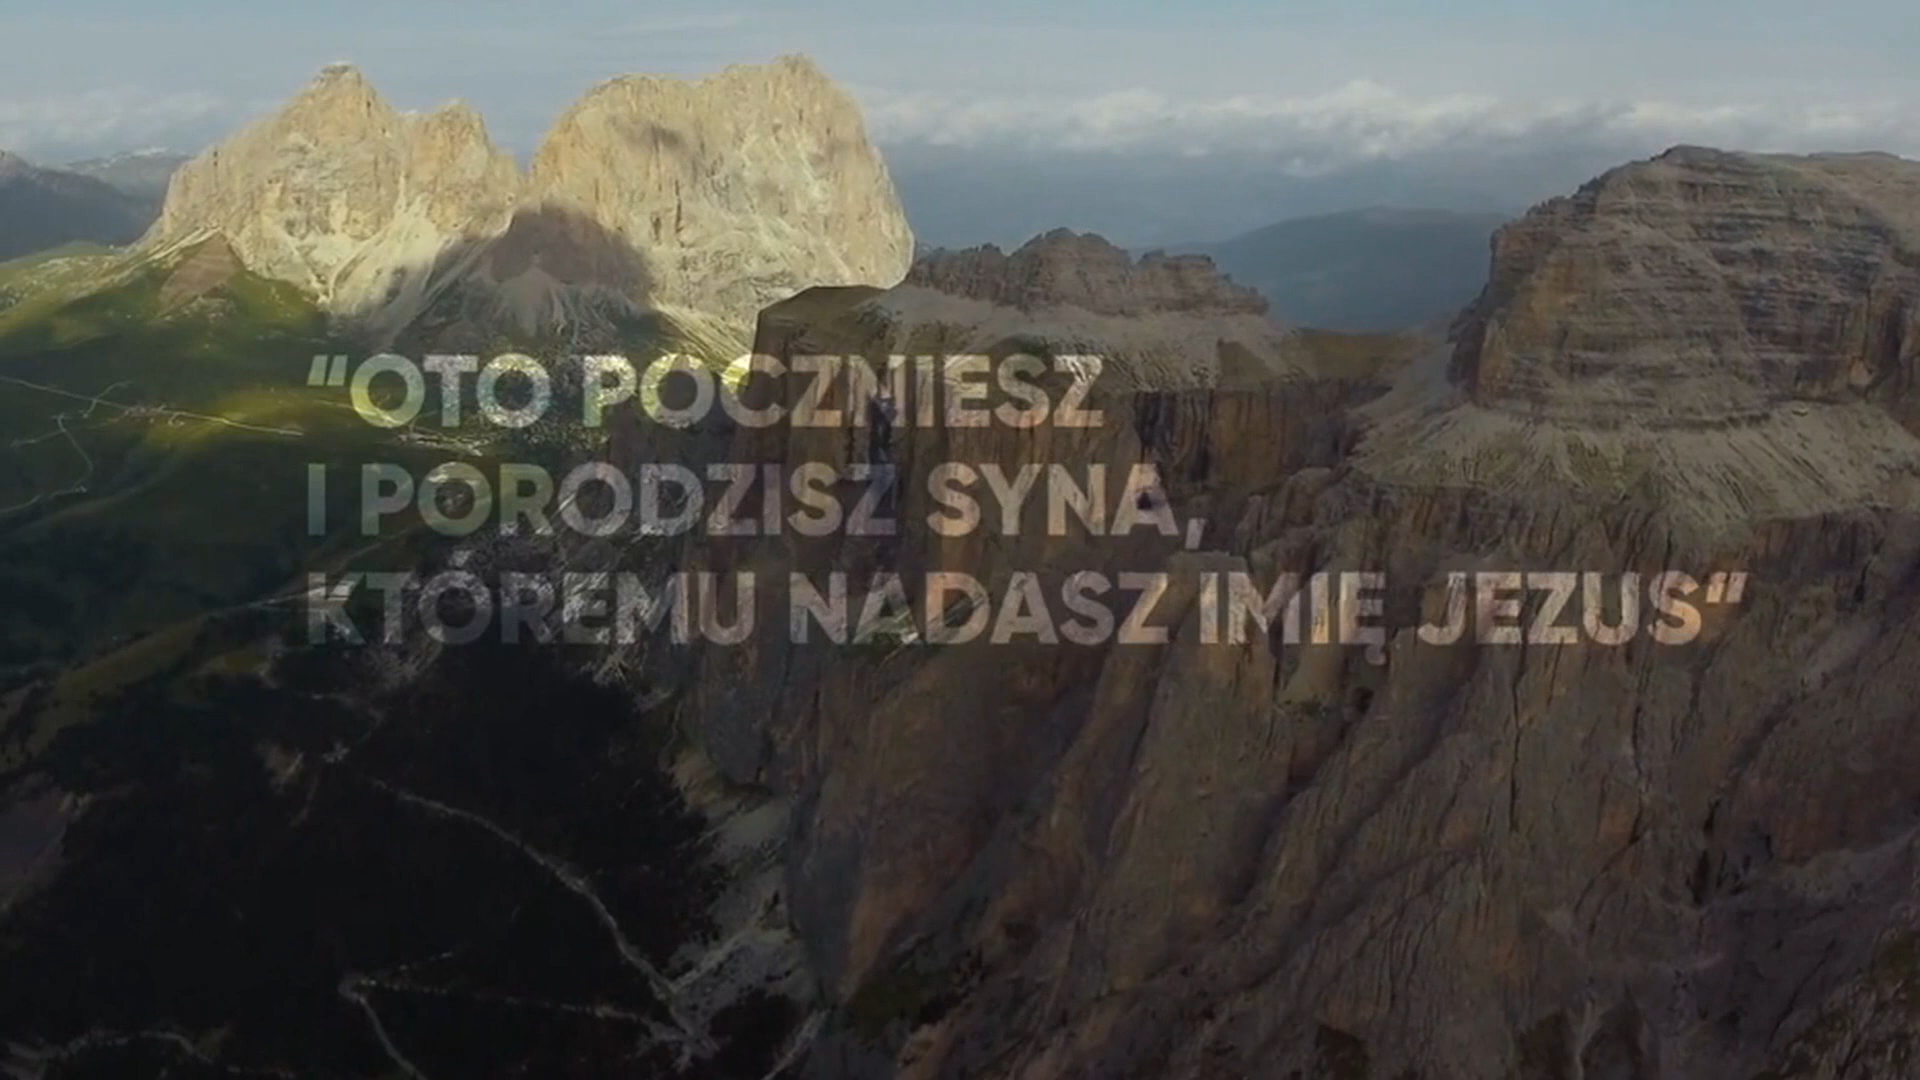 “OTO POCZNIESZ
I PORODZISZ SYNA,
KTÓREMU NADASZ IMIĘ JEZUS“